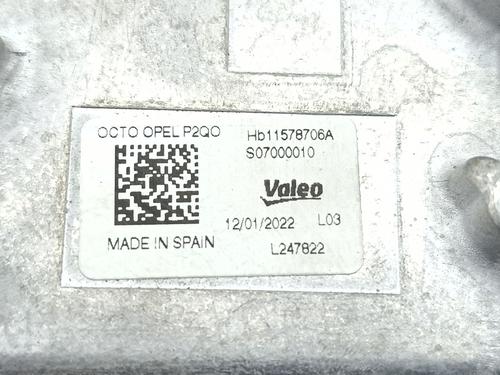 OCTO OPEL P2QO
Hb11578706A
S07000010
Valeo
12/01/2022 L03
MADE IN SPAIN
L247822